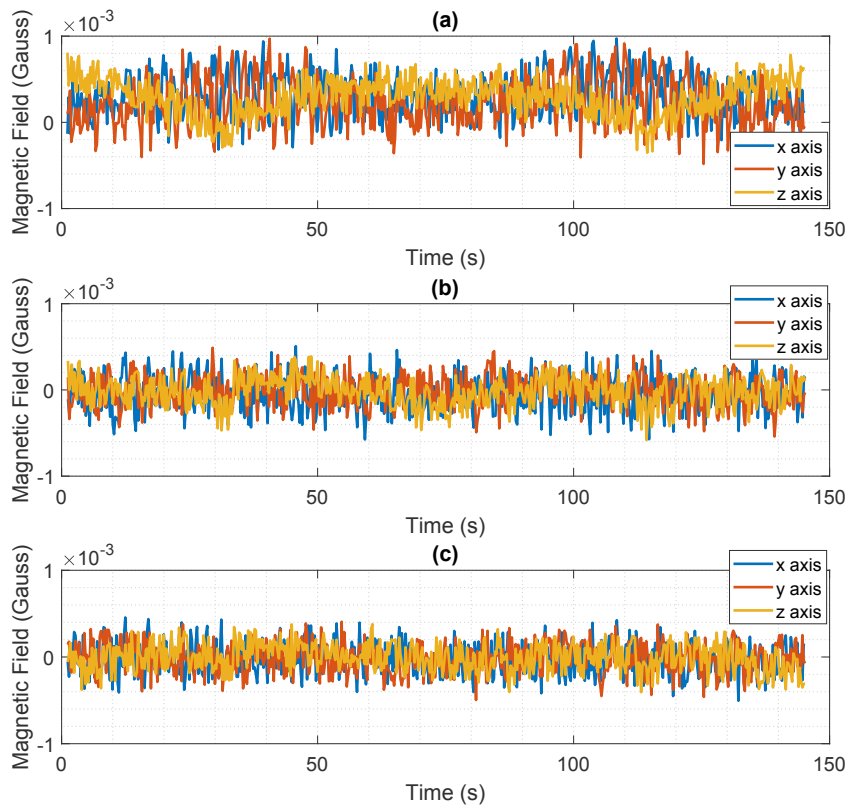 (a)
×10⁻³
Magnetic Field (Gauss)
1
0
-1
x axis
y axis
z axis
0
50
100
150
Time (s)
(b)
×10⁻³
Magnetic Field (Gauss)
1
0
-1
x axis
y axis
z axis
0
50
100
150
Time (s)
(c)
×10⁻³
Magnetic Field (Gauss)
1
0
-1
x axis
y axis
z axis
0
50
100
150
Time (s)